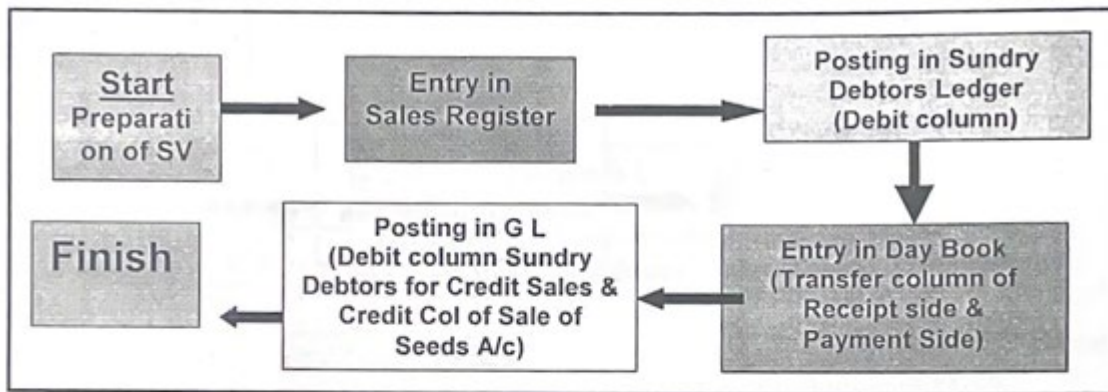 Start
Preparati
on of SV
Entry in
Sales Register
Posting in Sundry
Debtors Ledger
(Debit column)
Entry in Day Book
(Transfer column of
Receipt side &
Payment Side)
Posting in G L
(Debit column Sundry
Debtors for Credit Sales &
Credit Col of Sale of
Seeds A/c)
Finish